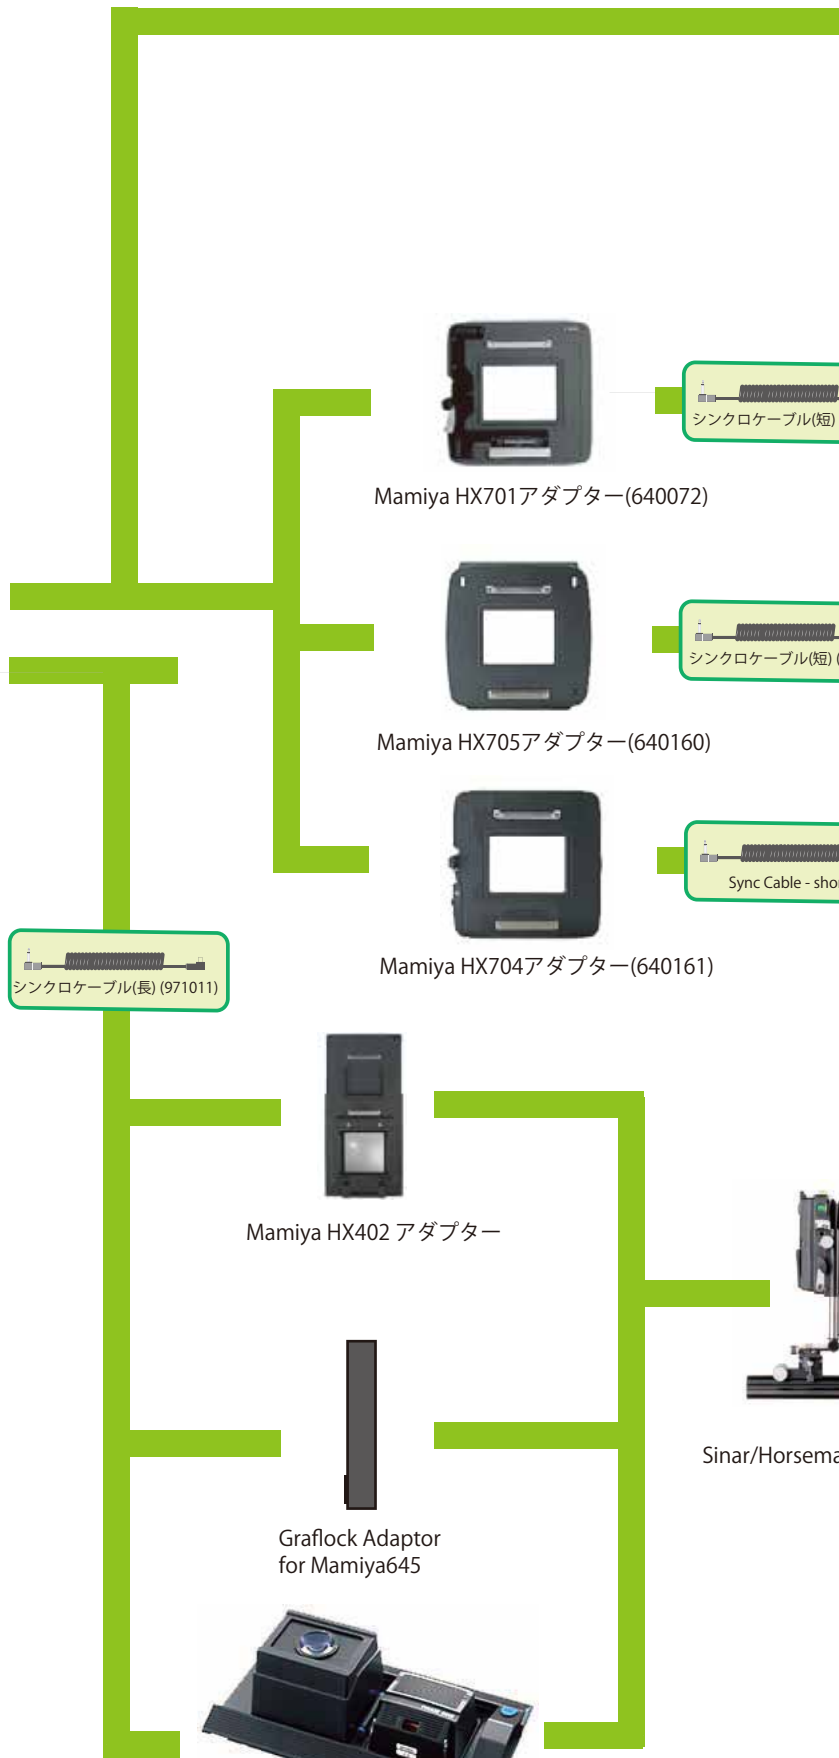 シンクロケーブル(短)
Mamiya HX701アダプター(640072)
シンクロケーブル(短) (
Mamiya HX705アダプター(640160)
Sync Cable - shor
Mamiya HX704アダプター(640161)
シンクロケーブル(長) (971011)
Mamiya HX402 アダプター
Sinar/Horsema
Graflock Adaptor
for Mamiya645